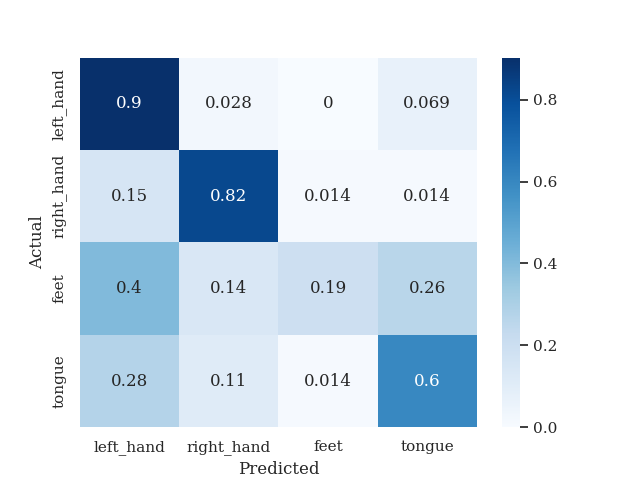 Actual
left_hand 0.9 0.028 0 0.069
right_hand 0.15 0.82 0.014 0.014
feet 0.4 0.14 0.19 0.26
tongue 0.28 0.11 0.014 0.6
left_hand right_hand feet tongue
Predicted
0.8
0.6
0.4
0.2
0.0